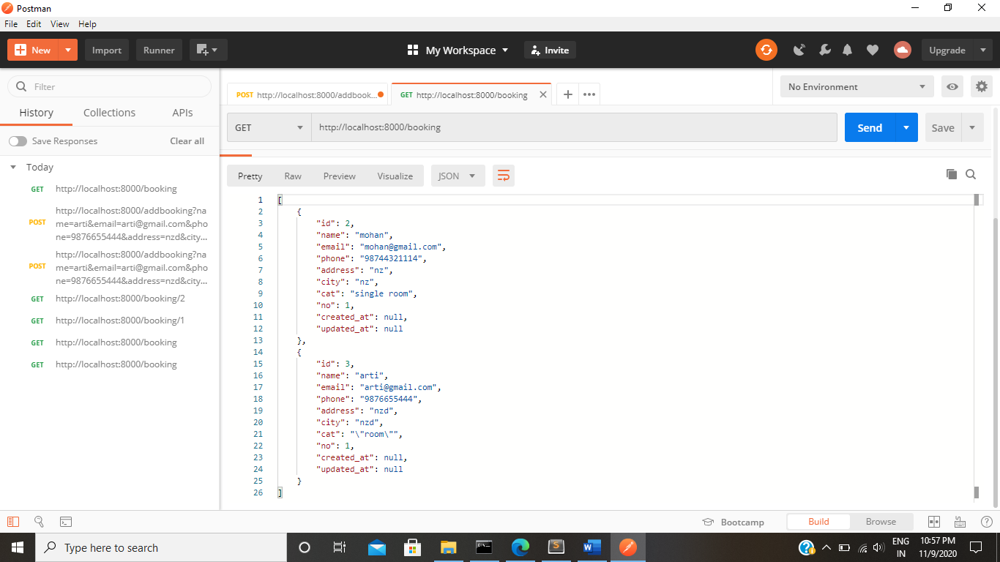 Postman
File Edit View Help
New Import Runner My Workspace Invite Upgrade
Filter
History Collections APIs
Save Responses Clear all
Today
GET http://localhost:8000/booking
POST http://localhost:8000/addbooking?na
me=arti&email=arti@gmail.com&pho
ne=9876655444&address=nzd&city...
POST http://localhost:8000/addbooking?na
me=arti&email=arti@gmail.com&pho
ne=9876655444&address=nzd&city...
GET http://localhost:8000/booking/2
GET http://localhost:8000/booking/1
GET http://localhost:8000/booking
GET http://localhost:8000/booking
POST http://localhost:8000/addbook... GET http://localhost:8000/booking No Environment
GET http://localhost:8000/booking Send Save
Pretty Raw Preview Visualize JSON
1 [
2 {
3 "id": 2,
4 "name": "mohan",
5 "email": "mohan@gmail.com",
6 "phone": "98744321114",
7 "address": "nz",
8 "city": "nz",
9 "cat": "single room",
10 "no": 1,
11 "created_at": null,
12 "updated_at": null
13 },
14 {
15 "id": 3,
16 "name": "arti",
17 "email": "arti@gmail.com",
18 "phone": "9876655444",
19 "address": "nzd",
20 "city": "nzd",
21 "cat": "\"room\"",
22 "no": 1,
23 "created_at": null,
24 "updated_at": null
25 }
26 ]
Bootcamp Build Browse
Type here to search
ENG
IN
10:57 PM
11/9/2020